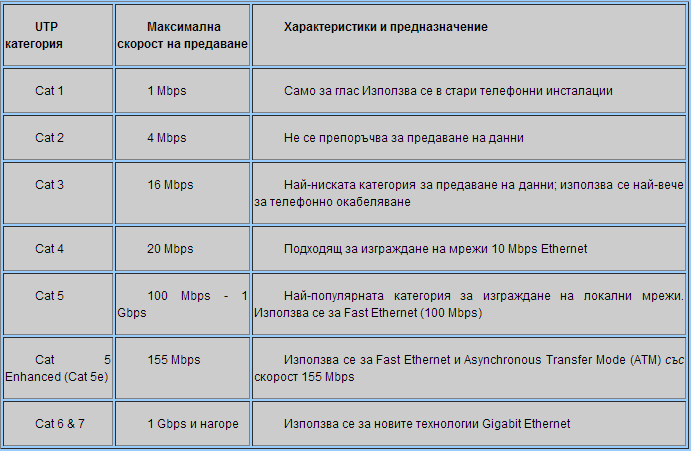 UTP
категория
Максимална
скорост на предаване
Характеристики и предназначение
Cat 1
1 Mbps
Само за глас Използва се в стари телефонни инсталации
Cat 2
4 Mbps
Не се препоръчва за предаване на данни
Cat 3
16 Mbps
Най-ниската категория за предаване на данни; използва се най-вече
за телефонно окабеляване
Cat 4
20 Mbps
Подходящ за изграждане на мрежи 10 Mbps Ethernet
Cat 5
100 Mbps - 1
Gbps
Най-популярната категория за изграждане на локални мрежи.
Използва се за Fast Ethernet (100 Mbps)
Cat 5
Enhanced (Cat 5e)
155 Mbps
Използва се за Fast Ethernet и Asynchronous Transfer Mode (ATM) със
скорост 155 Mbps
Cat 6 & 7
1 Gbps и нагоре
Използва се за новите технологии Gigabit Ethernet